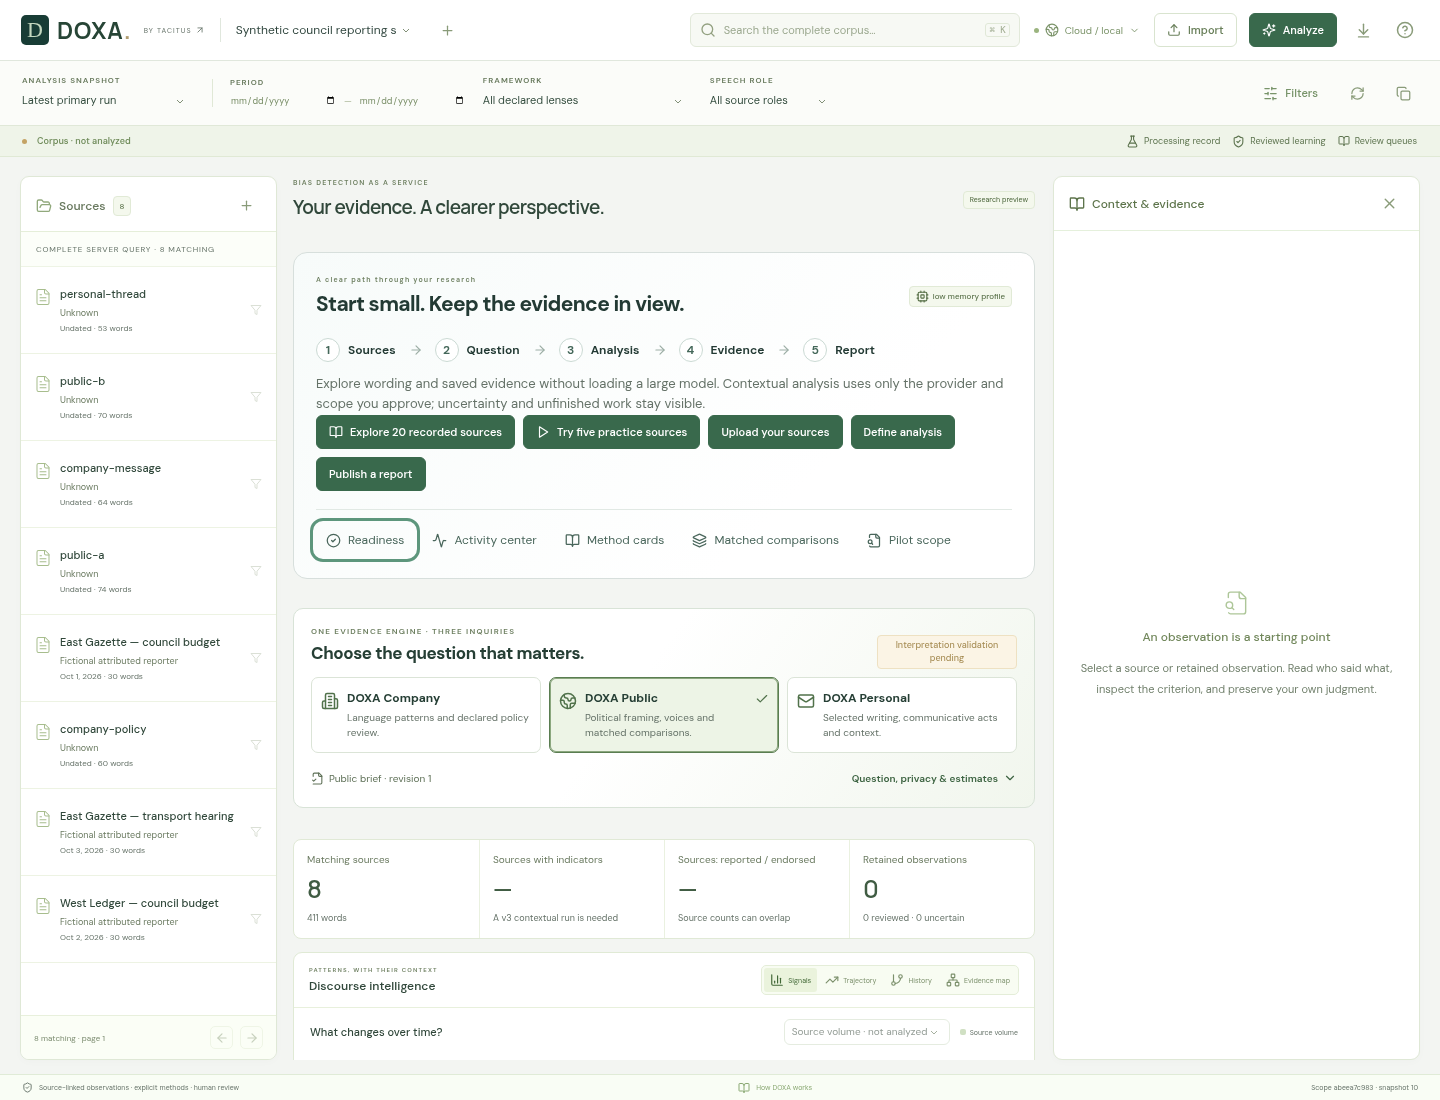 D DOXA. BY TACITUS
Synthetic council reporting s
Search the complete corpus...
⌘ K
Cloud / local
Import
Analyze
ANALYSIS SNAPSHOT
Latest primary run
PERIOD
mm/dd/yyyy — mm/dd/yyyy
FRAMEWORK
All declared lenses
SPEECH ROLE
All source roles
Filters
Corpus · not analyzed
Processing record
Reviewed learning
Review queues
Sources 8
COMPLETE SERVER QUERY · 8 MATCHING
personal-thread
Unknown
Undated · 53 words
public-b
Unknown
Undated · 70 words
company-message
Unknown
Undated · 64 words
public-a
Unknown
Undated · 74 words
East Gazette — council budget
Fictional attributed reporter
Oct 1, 2026 · 30 words
company-policy
Unknown
Undated · 60 words
East Gazette — transport hearing
Fictional attributed reporter
Oct 3, 2026 · 30 words
West Ledger — council budget
Fictional attributed reporter
Oct 2, 2026 · 30 words
8 matching · page 1
BIAS DETECTION AS A SERVICE
Your evidence. A clearer perspective.
Research preview
A clear path through your research
Start small. Keep the evidence in view.
low memory profile
1 Sources
2 Question
3 Analysis
4 Evidence
5 Report
Explore wording and saved evidence without loading a large model. Contextual analysis uses only the provider and
scope you approve; uncertainty and unfinished work stay visible.
Explore 20 recorded sources
Try five practice sources
Upload your sources
Define analysis
Publish a report
Readiness
Activity center
Method cards
Matched comparisons
Pilot scope
ONE EVIDENCE ENGINE · THREE INQUIRIES
Choose the question that matters.
Interpretation validation
pending
DOXA Company
Language patterns and declared policy
review.
DOXA Public
Political framing, voices and
matched comparisons.
DOXA Personal
Selected writing, communicative acts
and context.
Public brief · revision 1
Question, privacy & estimates
Matching sources
8
411 words
Sources with indicators
—
A v3 contextual run is needed
Sources: reported / endorsed
—
Source counts can overlap
Retained observations
0
0 reviewed · 0 uncertain
PATTERNS, WITH THEIR CONTEXT
Discourse intelligence
Signals
Trajectory
History
Evidence map
What changes over time?
Source volume · not analyzed
Source volume
Context & evidence
An observation is a starting point
Select a source or retained observation. Read who said what,
inspect the criterion, and preserve your own judgment.
Source-linked observations · explicit methods · human review
How DOXA works
Scope abeea7c983 · snapshot 10